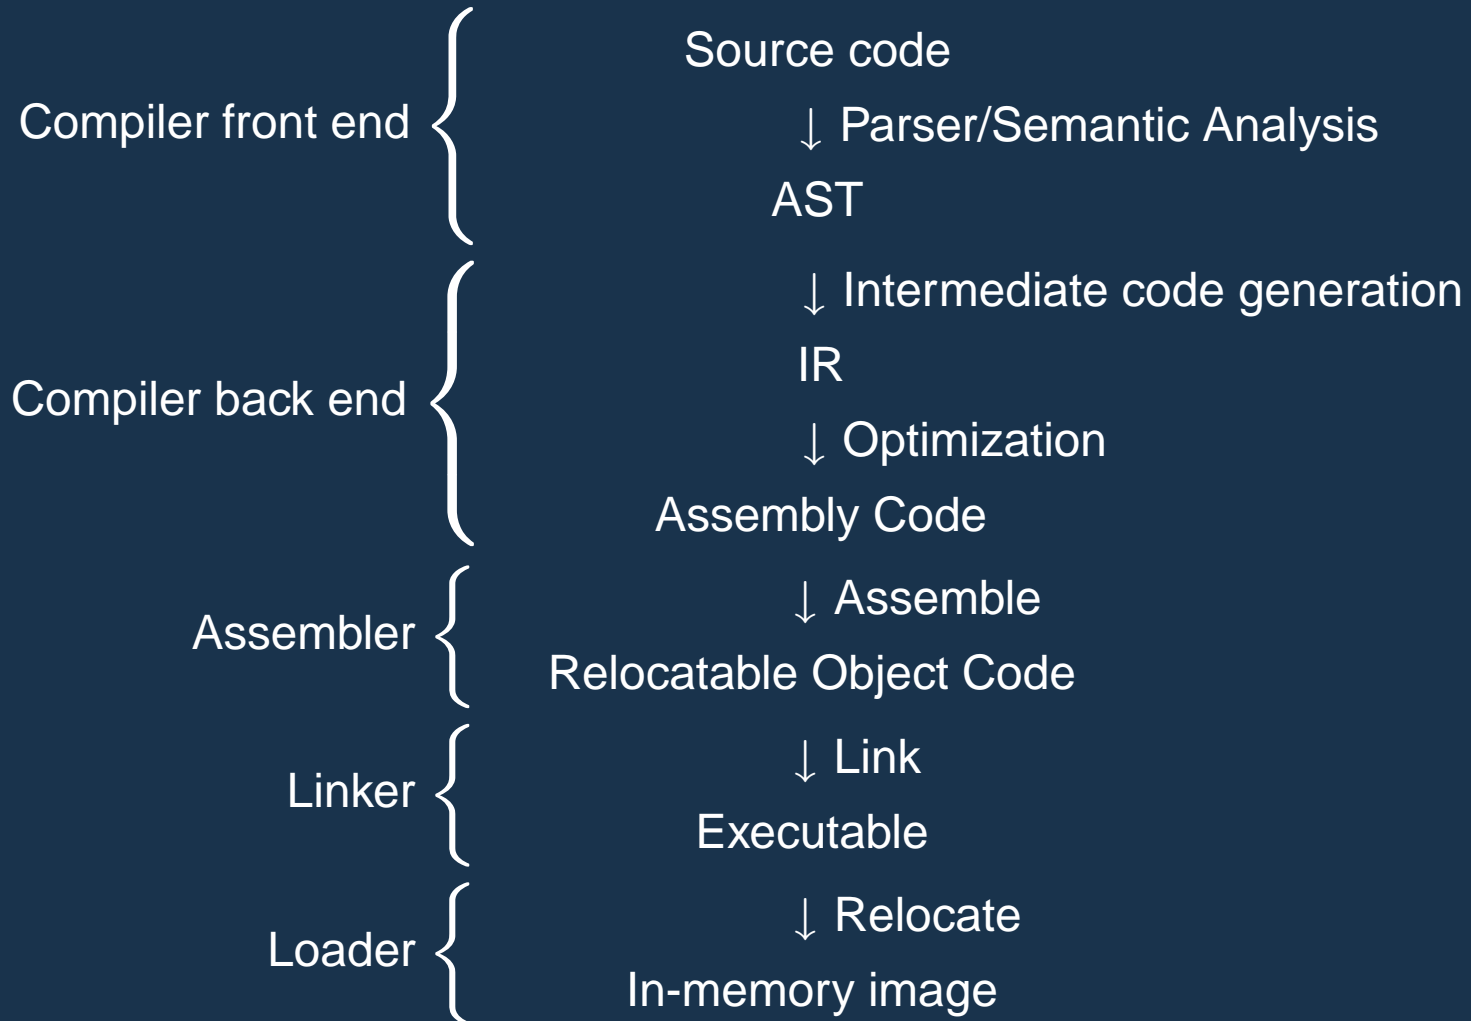 Source code
Compiler front end
↓ Parser/Semantic Analysis
AST
↓ Intermediate code generation
IR
Compiler back end
↓ Optimization
Assembly Code
↓ Assemble
Assembler
Relocatable Object Code
↓ Link
Linker
Executable
↓ Relocate
Loader
In-memory image